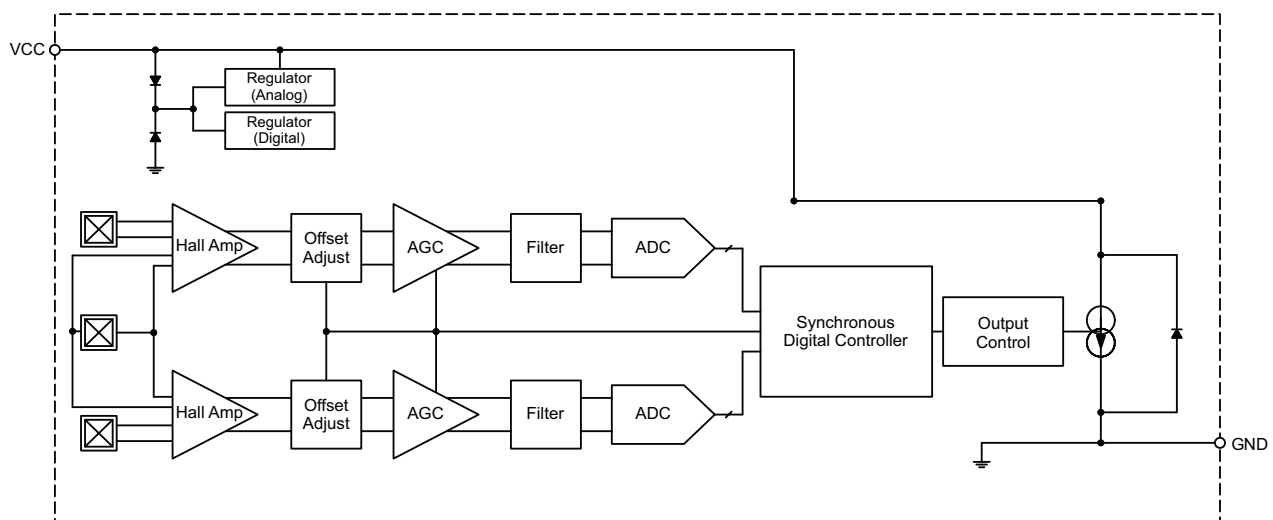 VCC
Regulator
(Analog)
Regulator
(Digital)
Hall Amp
Offset
Adjust
AGC
Filter
ADC
Synchronous
Digital Controller
Output
Control
Hall Amp
Offset
Adjust
AGC
Filter
ADC
GND